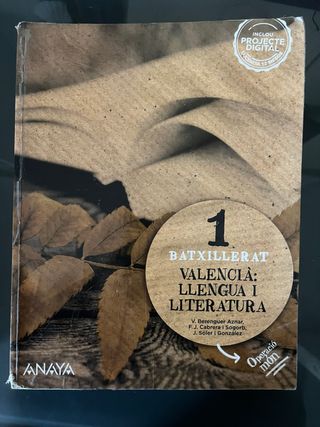 INCLOU
PROJECTE
DIGITAL
1
BATXILLERAT
VALENCIÀ:
LLENGUA I
LITERATURA
V. Berenguer Aznar,
F.J. Cabrera i Sogorb,
J. Soler i González
Operació
món
ANAYA